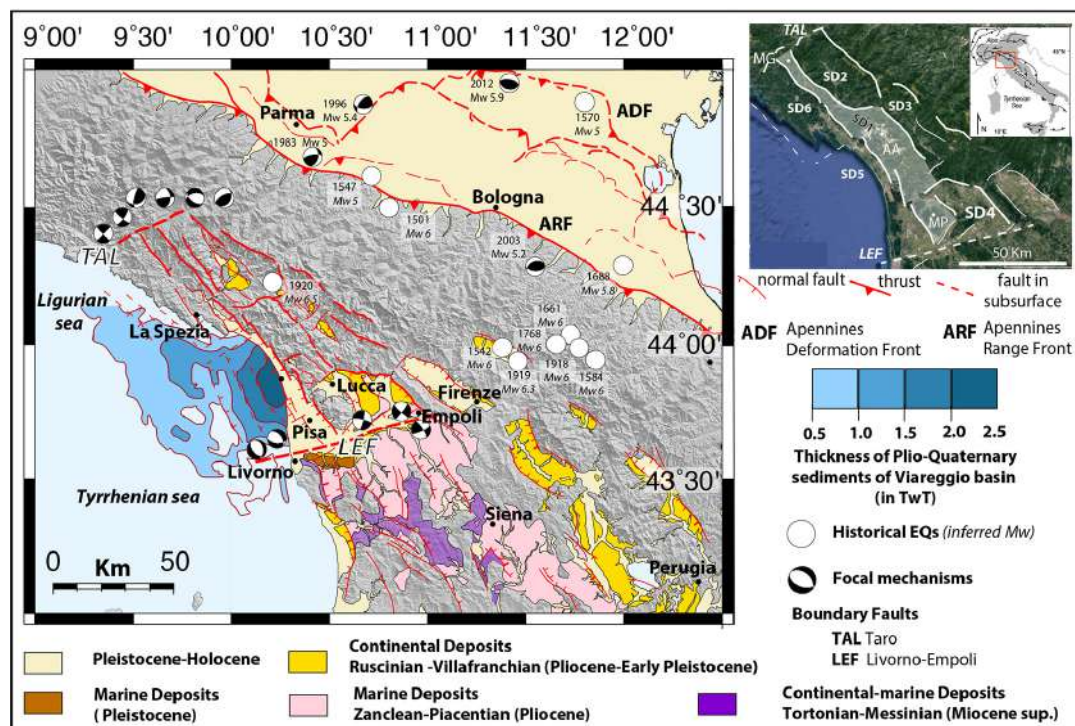 9°00' 9°30' 10°00' 10°30' 11°00' 11°30' 12°00'
44°30'
44°00'
43°30'
Parma
1996
Mw 5.4
1983 Mw 5
2012
Mw 5.9
1570
Mw 5
ADF
1547
Mw 5
1501
Mw 6
Bologna
ARF
2003
Mw 5.2
1688
Mw 5.8
TAL
Ligurian
sea
La Spezia
1920
Mw 6.5
1661
Mw 6
1768
Mw 6
1542
Mw 6
1919
Mw 6.3
1918
Mw 6
1584
Mw 6
Lucca
Firenze
Empoli
Pisa
LEF
Livorno
Tyrrhenian sea
Siena
Perugia
0 50
Km
TAL
MG
SD2
SD3
SD6
SD1
AA
SD5
SD4
MP
LEF
50 Km
Tyrrhenian
Sea
N
normal fault
thrust
fault in
subsurface
ADF Apennines
Deformation Front
ARF Apennines
Range Front
0.5 1.0 1.5 2.0 2.5
Thickness of Plio-Quaternary
sediments of Viareggio basin
(in TwT)
Historical EQs (inferred Mw)
Focal mechanisms
Boundary Faults
TAL Taro
LEF Livorno-Empoli
Pleistocene-Holocene
Marine Deposits
( Pleistocene)
Continental Deposits
Ruscinian -Villafranchian (Pliocene-Early Pleistocene)
Marine Deposits
Zanclean-Piacentian (Pliocene)
Continental-marine Deposits
Tortonian-Messinian (Miocene sup.)